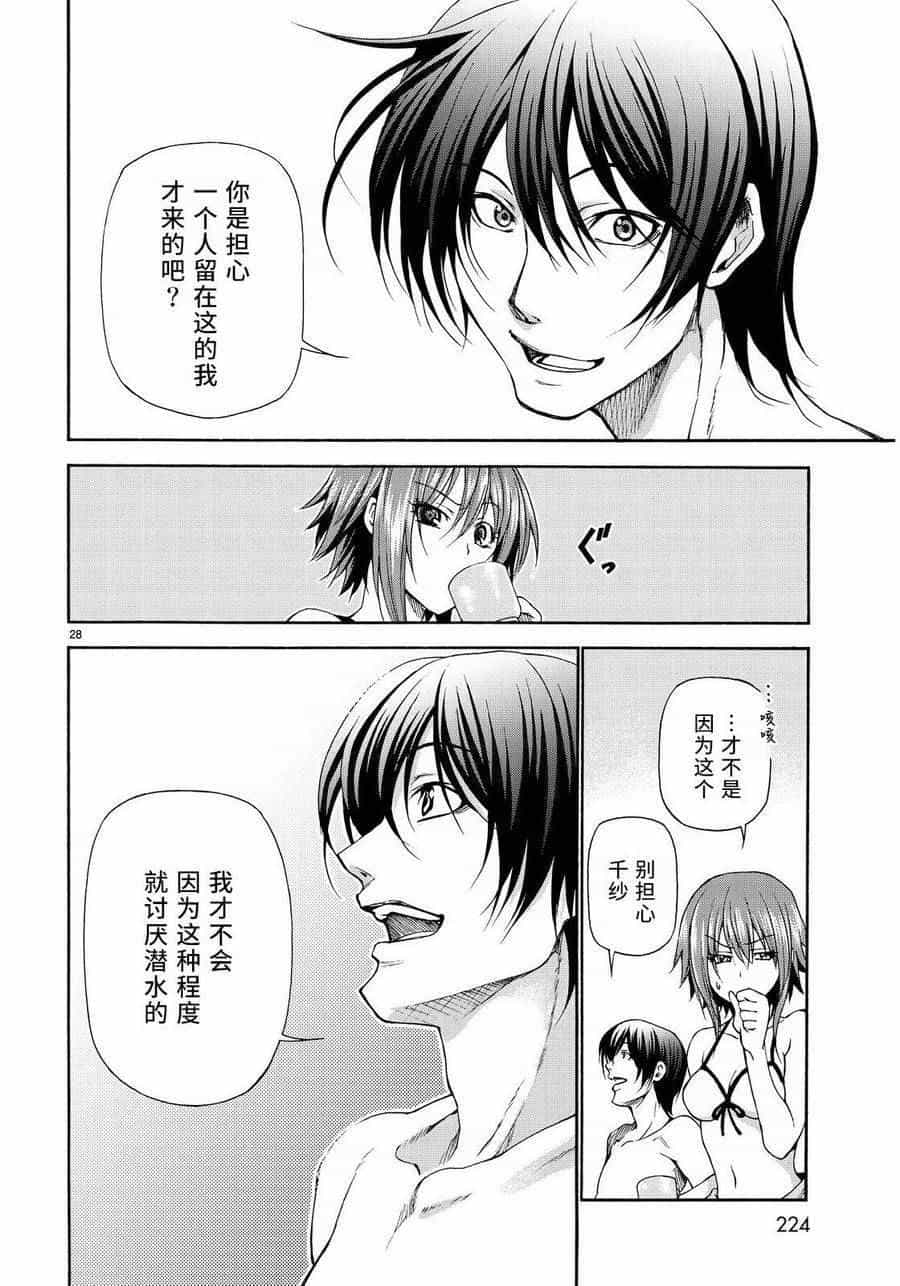 你是担心
一个人留在这的我
才来的吧？
ぐっ
28
…咳咳
…才不是
因为这个
别担心
千纱
我才不会
因为这种程度
就讨厌潜水的
224